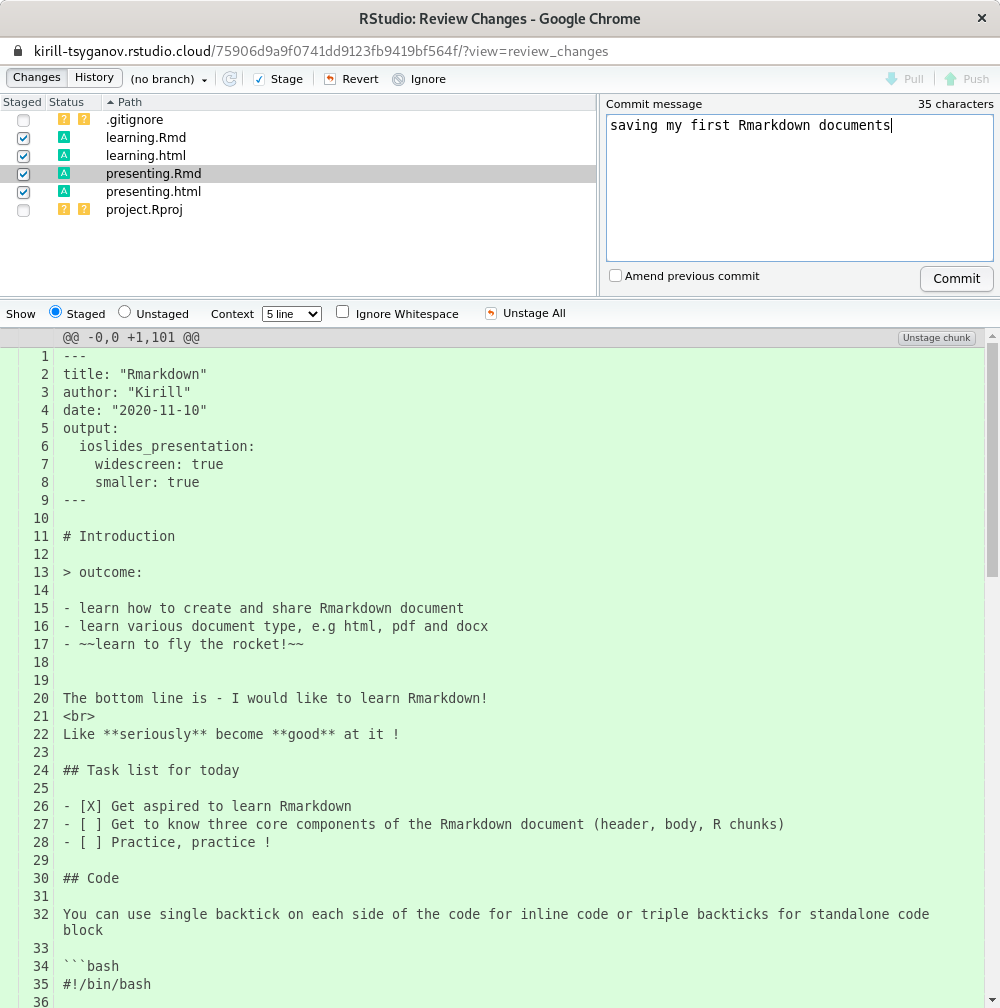 RStudio: Review Changes - Google Chrome
kirill-tsyganov.rstudio.cloud/75906d9a9f0741dd9123fb9419bf564f/?view=review_changes
Changes History (no branch) Stage Revert Ignore Pull Push
Staged Status Path
? ? .gitignore
A learning.Rmd
A learning.html
A presenting.Rmd
A presenting.html
? ? project.Rproj
Commit message 35 characters
saving my first Rmarkdown documents
Amend previous commit Commit
Show Staged Unstaged Context 5 line Ignore Whitespace Unstage All
@@ -0,0 +1,101 @@ Unstage chunk
1 ---
2 title: "Rmarkdown"
3 author: "Kirill"
4 date: "2020-11-10"
5 output:
6   ioslides_presentation:
7     widescreen: true
8     smaller: true
9 ---
10
11 # Introduction
12
13 > outcome:
14
15 - learn how to create and share Rmarkdown document
16 - learn various document type, e.g html, pdf and docx
17 - ~~learn to fly the rocket!~~
18
19
20 The bottom line is - I would like to learn Rmarkdown!
21 <br>
22 Like **seriously** become **good** at it !
23
24 ## Task list for today
25
26 - [X] Get aspired to learn Rmarkdown
27 - [ ] Get to know three core components of the Rmarkdown document (header, body, R chunks)
28 - [ ] Practice, practice !
29
30 ## Code
31
32 You can use single backtick on each side of the code for inline code or triple backticks for standalone code
block
33
34 ```bash
35 #!/bin/bash
36